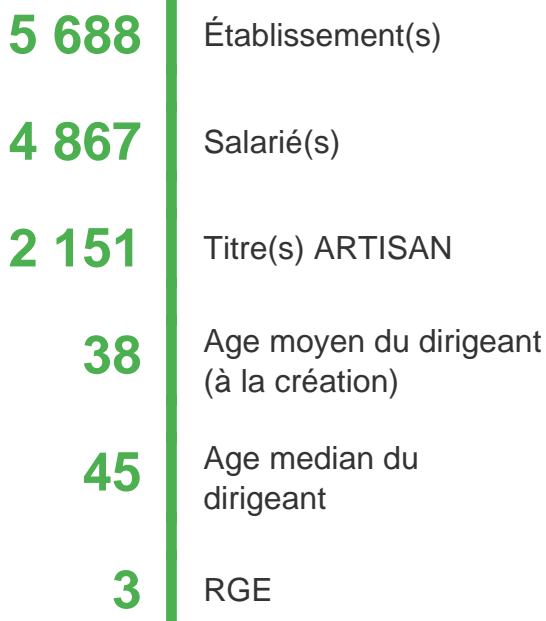 5 688 Établissement(s)
4 867 Salarié(s)
2 151 Titre(s) ARTISAN
38 Age moyen du dirigeant
(à la création)
45 Age median du
dirigeant
3 RGE